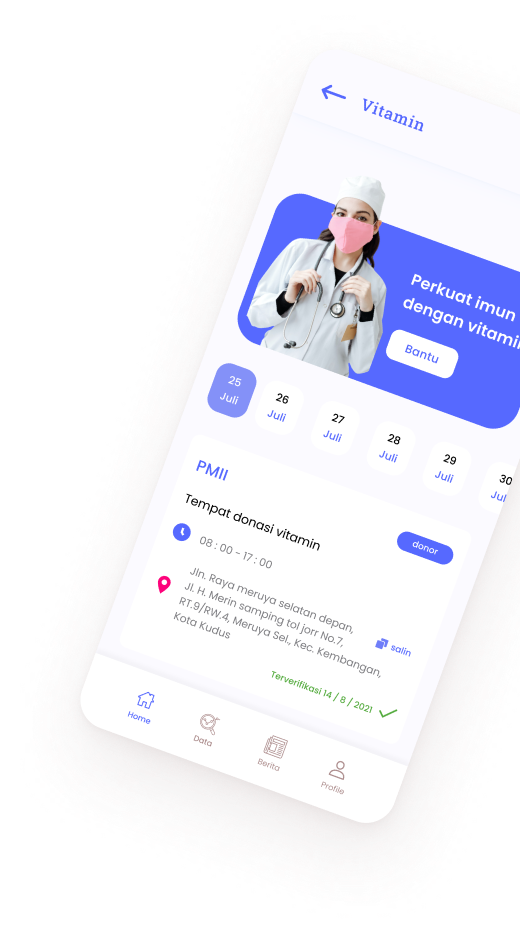 Vitamin
Perkuat imun
dengan vitamin
Bantu
25
Juli
26
Juli
27
Juli
28
Juli
29
Juli
30
Jul
PMII
Tempat donasi vitamin
donor
08 : 00 - 17 : 00
Jln. Raya meruya selatan depan,
Jl. H. Merin samping tol jorr No.7,
RT.9/RW.4, Meruya Sel., Kec. Kembangan,
Kota Kudus
salin
Terverifikasi 14 / 8 / 2021
Home
Data
Berita
Profile